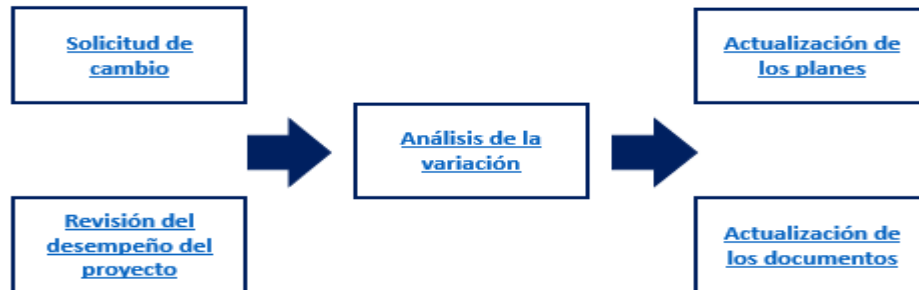 Solicitud de
cambio
Revisión del
desempeño del
proyecto
Análisis de la
variación
Actualización de
los planes
Actualización de
los documentos